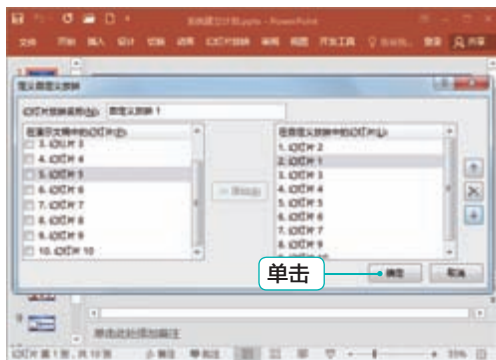 文件 开始 插入 设计 切换 动画 幻灯片放映 审阅 视图 开发工具 登录 共享
定义自定义放映
幻灯片放映名称(N): 自定义放映 1
在演示文稿中的幻灯片(P):
3. 幻灯片 3
4. 幻灯片 4
5. 幻灯片 5
6. 幻灯片 6
7. 幻灯片 7
8. 幻灯片 8
9. 幻灯片 9
10. 幻灯片 10
添加(A)
在自定义放映中的幻灯片(L):
1. 幻灯片 2
2. 幻灯片 1
3. 幻灯片 3
4. 幻灯片 4
5. 幻灯片 5
6. 幻灯片 6
7. 幻灯片 7
8. 幻灯片 8
9. 幻灯片 9
单击
确定 取消
9
单击此处添加备注
幻灯片 第 1 张, 共 10 张 备注 批注